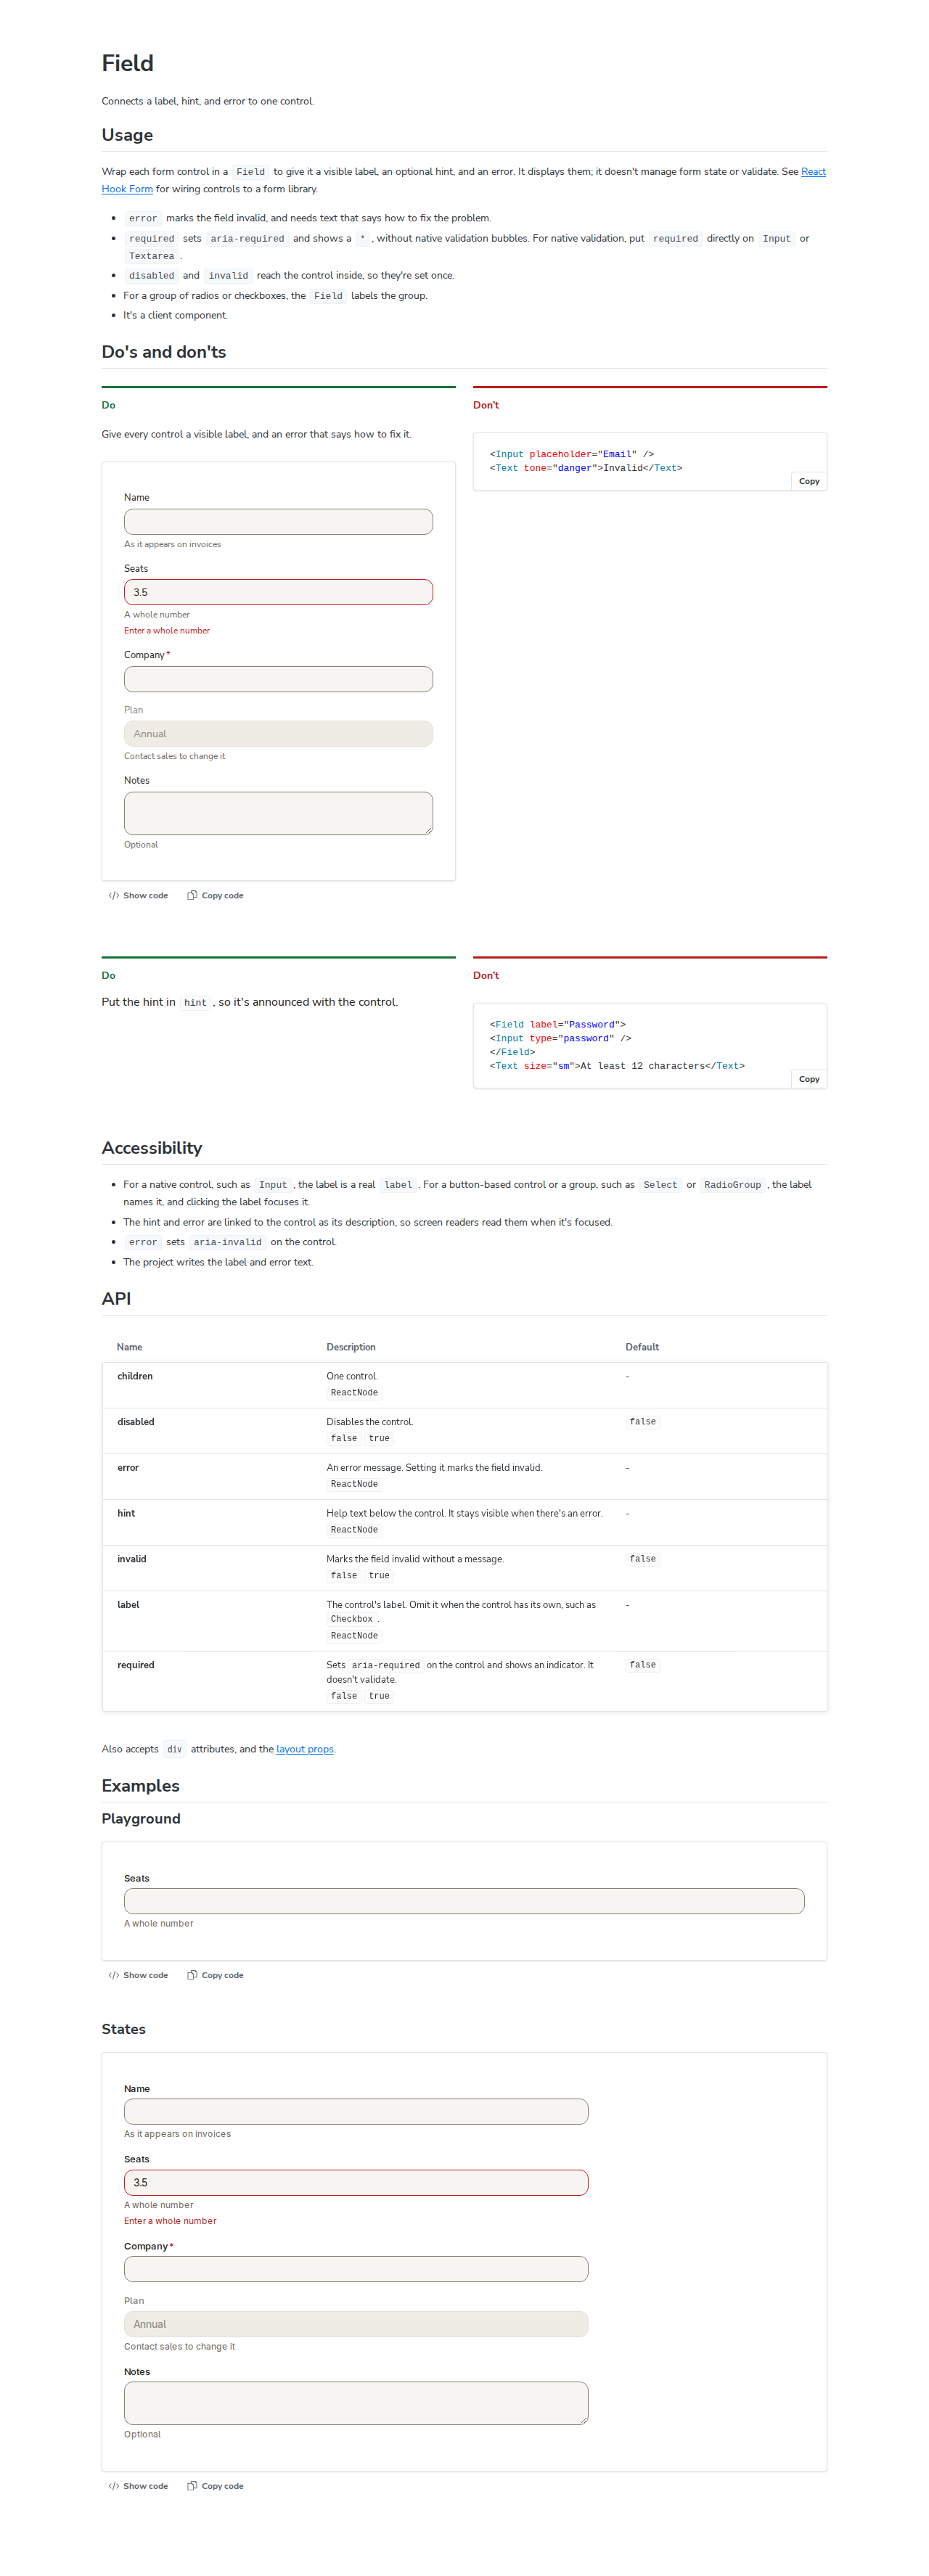 Field
Connects a label, hint, and error to one control.
Usage
Wrap each form control in a Field to give it a visible label, an optional hint, and an error. It displays them; it doesn't manage form state or validate. See React
Hook Form for wiring controls to a form library.
error marks the field invalid, and needs text that says how to fix the problem.
required sets aria-required and shows a *, without native validation bubbles. For native validation, put required directly on Input or
Textarea.
disabled and invalid reach the control inside, so they're set once.
For a group of radios or checkboxes, the Field labels the group.
It's a client component.
Do's and don'ts
Do
Give every control a visible label, and an error that says how to fix it.
Name
As it appears on invoices
Seats
3.5
A whole number
Enter a whole number
Company*
Plan
Annual
Contact sales to change it
Notes
Optional
Show code Copy code
Don't
<Input placeholder="Email" />
<Text tone="danger">Invalid</Text>
Copy
Do
Put the hint in hint, so it's announced with the control.
Don't
<Field label="Password">
<Input type="password" />
</Field>
<Text size="sm">At least 12 characters</Text>
Copy
Accessibility
For a native control, such as Input, the label is a real label. For a button-based control or a group, such as Select or RadioGroup, the label
names it, and clicking the label focuses it.
The hint and error are linked to the control as its description, so screen readers read them when it's focused.
error sets aria-invalid on the control.
The project writes the label and error text.
API
Name Description Default
children One control. -
ReactNode
disabled Disables the control. false
false true
error An error message. Setting it marks the field invalid. -
ReactNode
hint Help text below the control. It stays visible when there's an error. -
ReactNode
invalid Marks the field invalid without a message. false
false true
label The control's label. Omit it when the control has its own, such as -
Checkbox.
ReactNode
required Sets aria-required on the control and shows an indicator. It false
doesn't validate.
false true
Also accepts div attributes, and the layout props.
Examples
Playground
Seats
A whole number
Show code Copy code
States
Name
As it appears on invoices
Seats
3.5
A whole number
Enter a whole number
Company*
Plan
Annual
Contact sales to change it
Notes
Optional
Show code Copy code